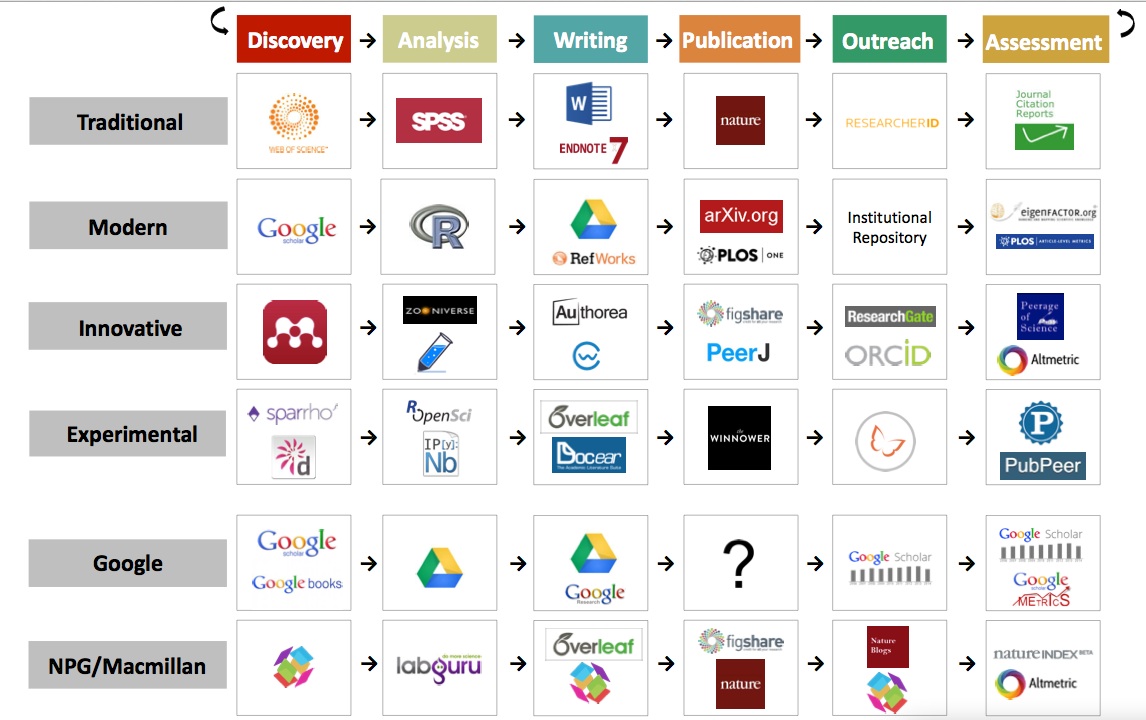 Discovery → Analysis → Writing → Publication → Outreach → Assessment
Traditional
WEB OF SCIENCE™
SPSS
W
ENDNOTE 7
nature
RESEARCHERID
Journal
Citation
Reports
Modern
Google
scholar
R
RefWorks
arXiv.org
PLOS | ONE
Institutional
Repository
eigenFACTOR.org
PLOS | ARTICLE-LEVEL METRICS
Innovative
ZOONIVERSE
Authorea
figshare
PeerJ
ResearchGate
ORCID
Peerage
of
Science
Altmetric
Experimental
sparrho
d
ROpenSci
IP[y]:
Nb
Overleaf
Docear
The Academic Literature Suite
the
WINNOWER
P
PubPeer
Google
Google
scholar
Google books
Google
Research
?
Google Scholar
Google Scholar
Google
scholar
METRICS
NPG/Macmillan
do more science
labguru
Overleaf
figshare
nature
Nature
Blogs
nature INDEX BETA
Altmetric